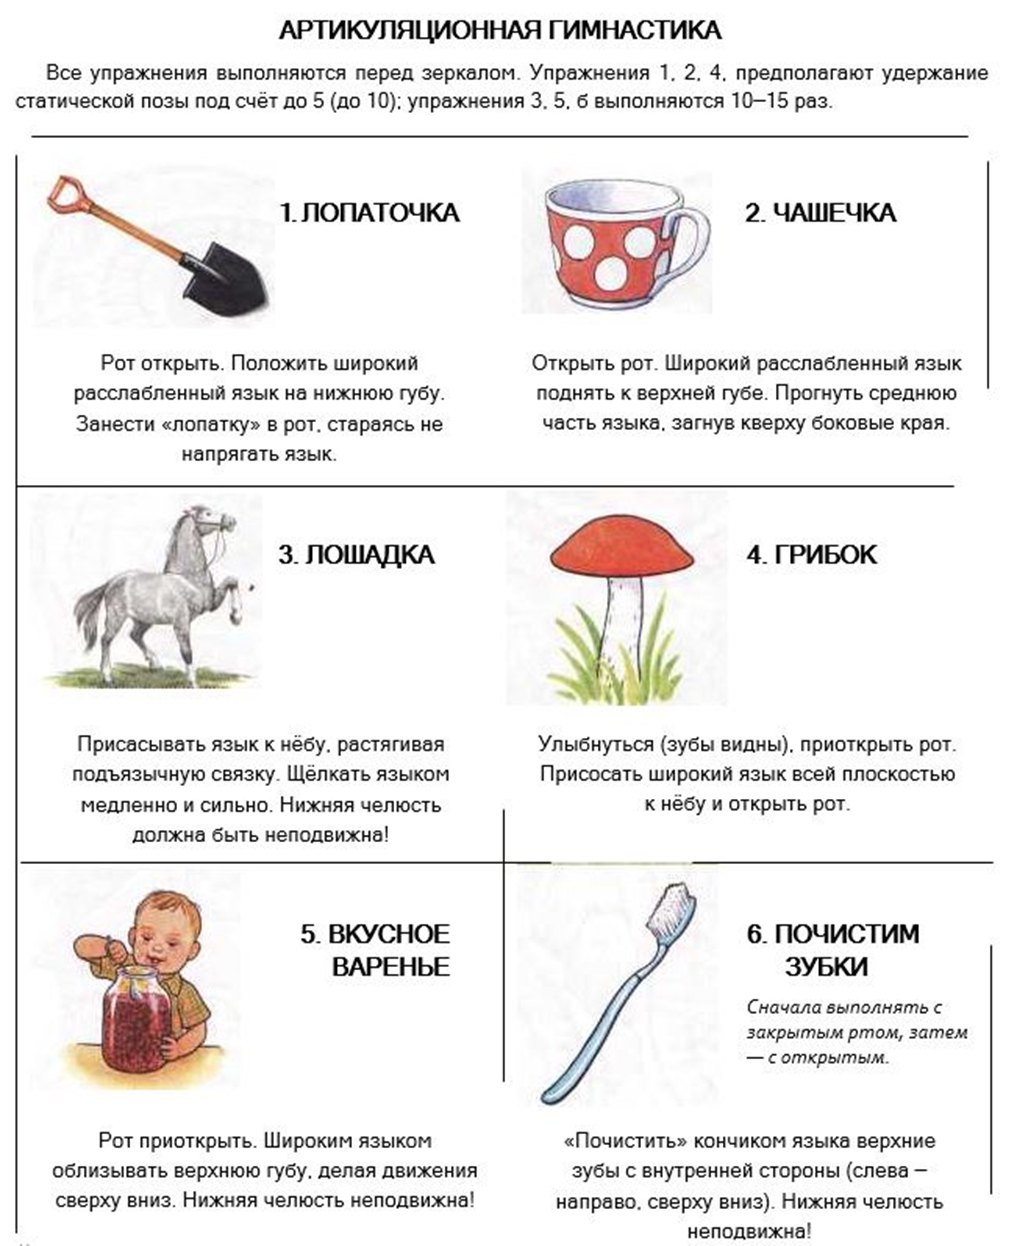 АРТИКУЛЯЦИОННАЯ ГИМНАСТИКА
Все упражнения выполняются перед зеркалом. Упражнения 1, 2, 4, предполагают удержание
статической позы под счёт до 5 (до 10); упражнения 3, 5, б выполняются 10—15 раз.
1. ЛОПАТОЧКА
Рот открыть. Положить широкий
расслабленный язык на нижнюю губу.
Занести «лопатку» в рот, стараясь не
напрягать язык.
2. ЧАШЕЧКА
Открыть рот. Широкий расслабленный язык
поднять к верхней губе. Прогнуть среднюю
часть языка, загнув кверху боковые края.
3. ЛОШАДКА
Присасывать язык к нёбу, растягивая
подъязычную связку. Щёлкать языком
медленно и сильно. Нижняя челюсть
должна быть неподвижна!
4. ГРИБОК
Улыбнуться (зубы видны), приоткрыть рот.
Присосать широкий язык всей плоскостью
к нёбу и открыть рот.
5. ВКУСНОЕ
ВАРЕНЬЕ
Рот приоткрыть. Широким языком
облизывать верхнюю губу, делая движения
сверху вниз. Нижняя челюсть неподвижна!
6. ПОЧИСТИМ
ЗУБКИ
Сначала выполнять с
закрытым ртом, затем
— с открытым.
«Почистить» кончиком языка верхние
зубы с внутренней стороны (слева —
направо, сверху вниз). Нижняя челюсть
неподвижна!